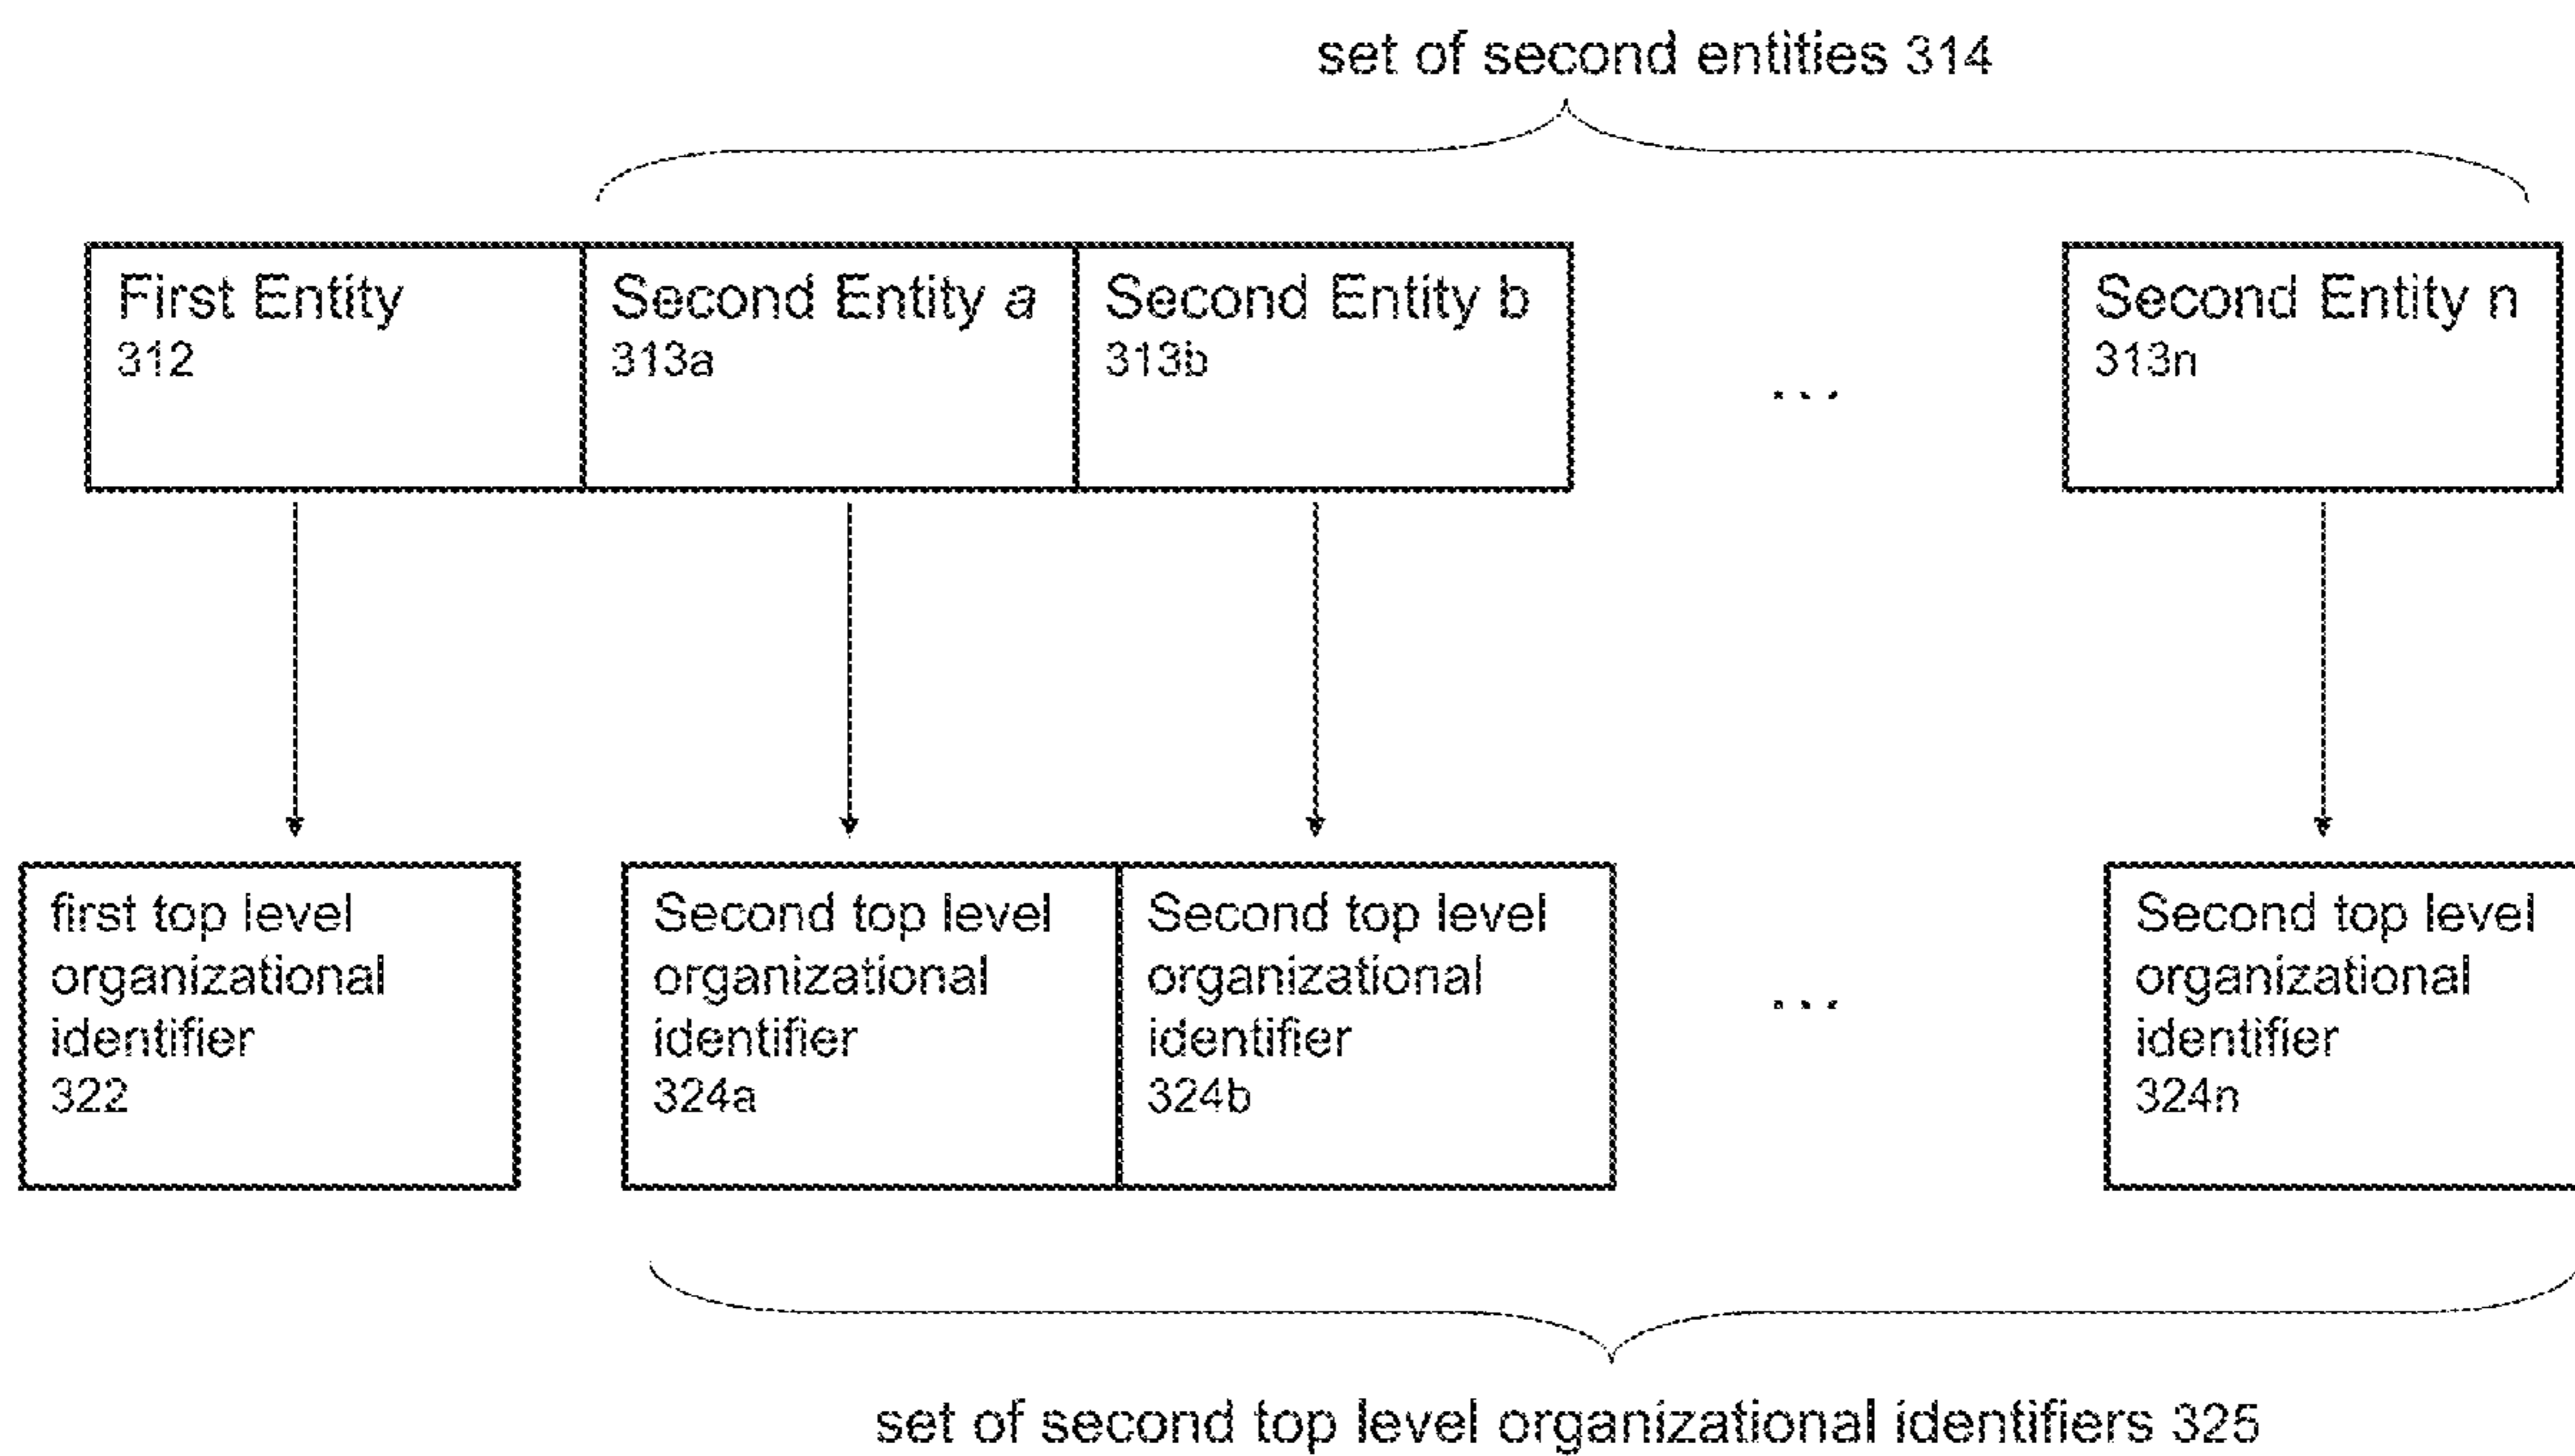 set of second entities 314
First Entity
312
Second Entity a
313a
Second Entity b
313b
...
Second Entity n
313n
first top level
organizational
identifier
322
Second top level
organizational
identifier
324a
Second top level
organizational
identifier
324b
...
Second top level
organizational
identifier
324n
set of second top level organizational identifiers 325